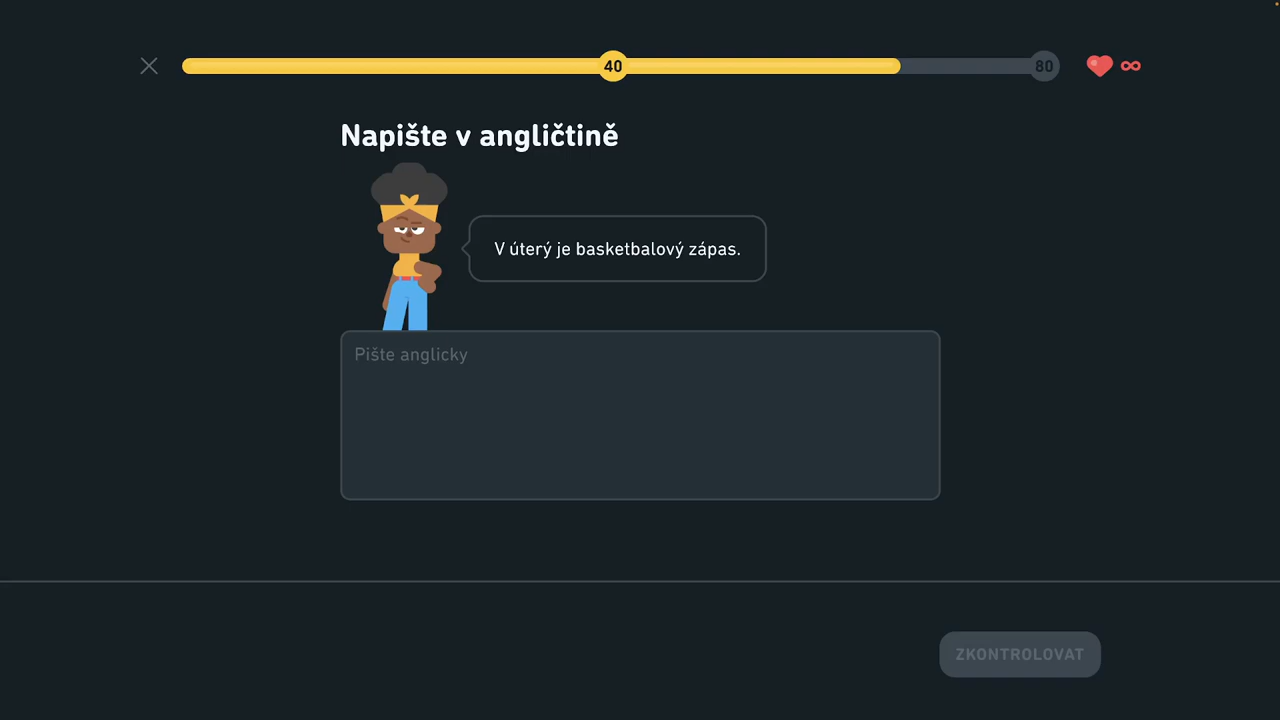 40
80
∞
Napište v angličtině
V úterý je basketbalový zápas.
Pište anglicky
ZKONTROLOVAT